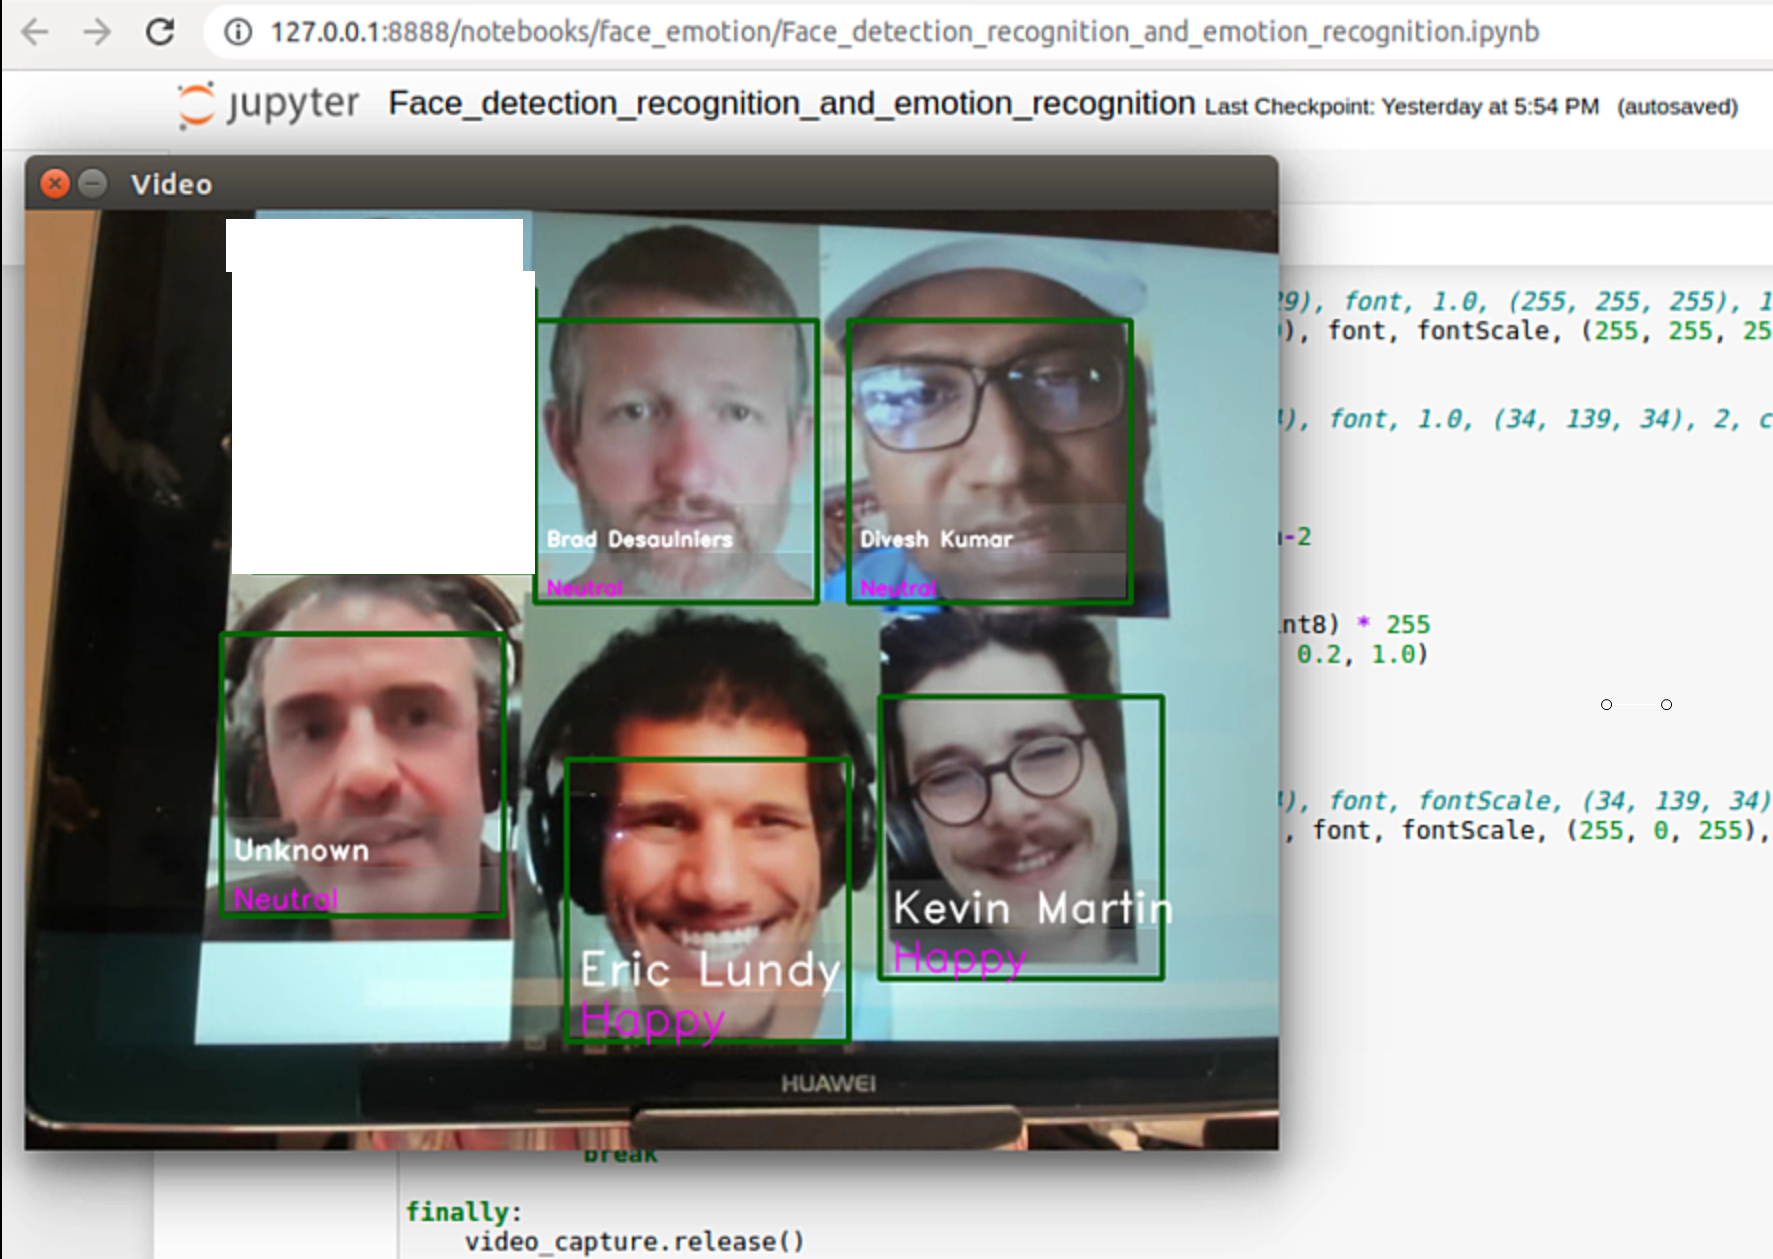 127.0.0.1:8888/notebooks/face_emotion/Face_detection_recognition_and_emotion_recognition.ipynb
jupyter Face_detection_recognition_and_emotion_recognition Last Checkpoint: Yesterday at 5:54 PM (autosaved)
Video
29), font, 1.0, (255, 255, 255), 1
), font, fontScale, (255, 255, 25
), font, 1.0, (34, 139, 34), 2, c
Brad Desaulniers
Divesh Kumar
-2
Neutral
Neutral
int8) * 255
0.2, 1.0)
), font, fontScale, (34, 139, 34)
, font, fontScale, (255, 0, 255),
Unknown
Neutral
Kevin Martin
Happy
Eric Lundy
Happy
HUAWEI
break
finally:
video_capture.release()